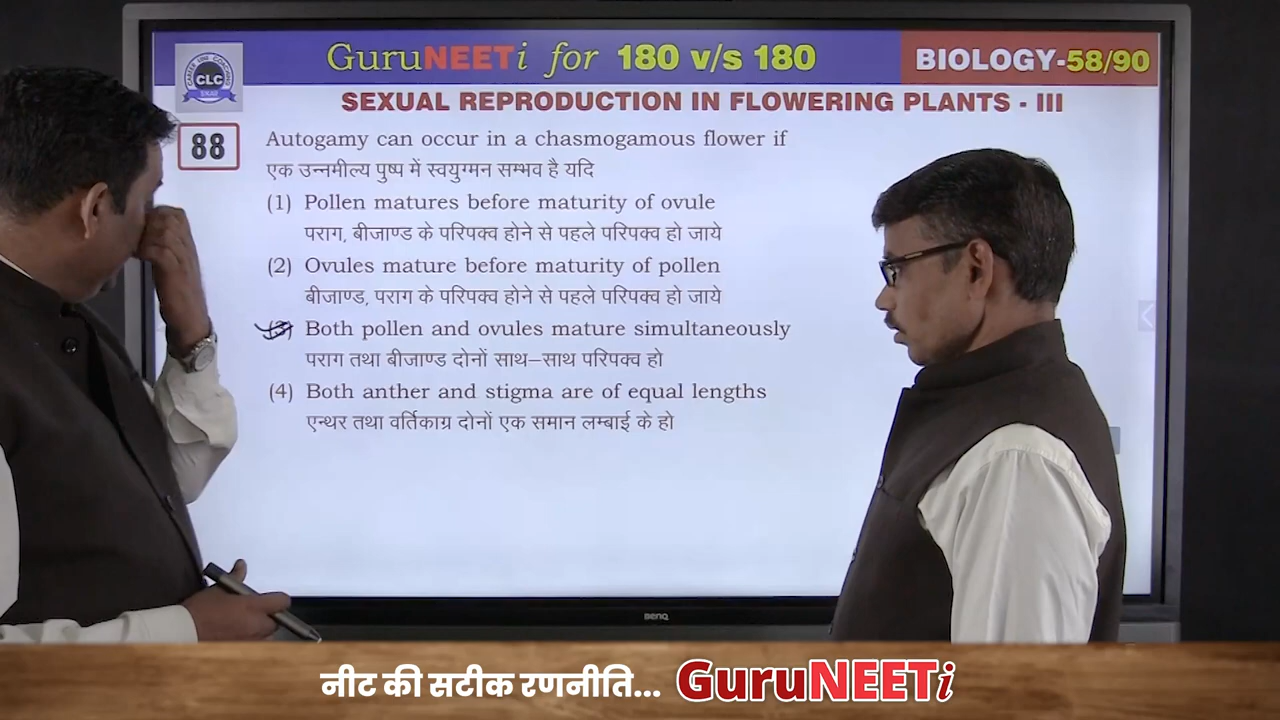 GuruNEETi for 180 v/s 180
BIOLOGY-58/90
CLC
SEXUAL REPRODUCTION IN FLOWERING PLANTS - III
88
Autogamy can occur in a chasmogamous flower if
एक उन्नमील्य पुष्प में स्वयुग्मन सम्भव है यदि
(1) Pollen matures before maturity of ovule
पराग, बीजाण्ड के परिपक्व होने से पहले परिपक्व हो जाये
(2) Ovules mature before maturity of pollen
बीजाण्ड, पराग के परिपक्व होने से पहले परिपक्व हो जाये
(3) Both pollen and ovules mature simultaneously
पराग तथा बीजाण्ड दोनों साथ–साथ परिपक्व हो
(4) Both anther and stigma are of equal lengths
एन्थर तथा वर्तिकाग्र दोनों एक समान लम्बाई के हो
BenQ
नीट की सटीक रणनीति... GuruNEETi